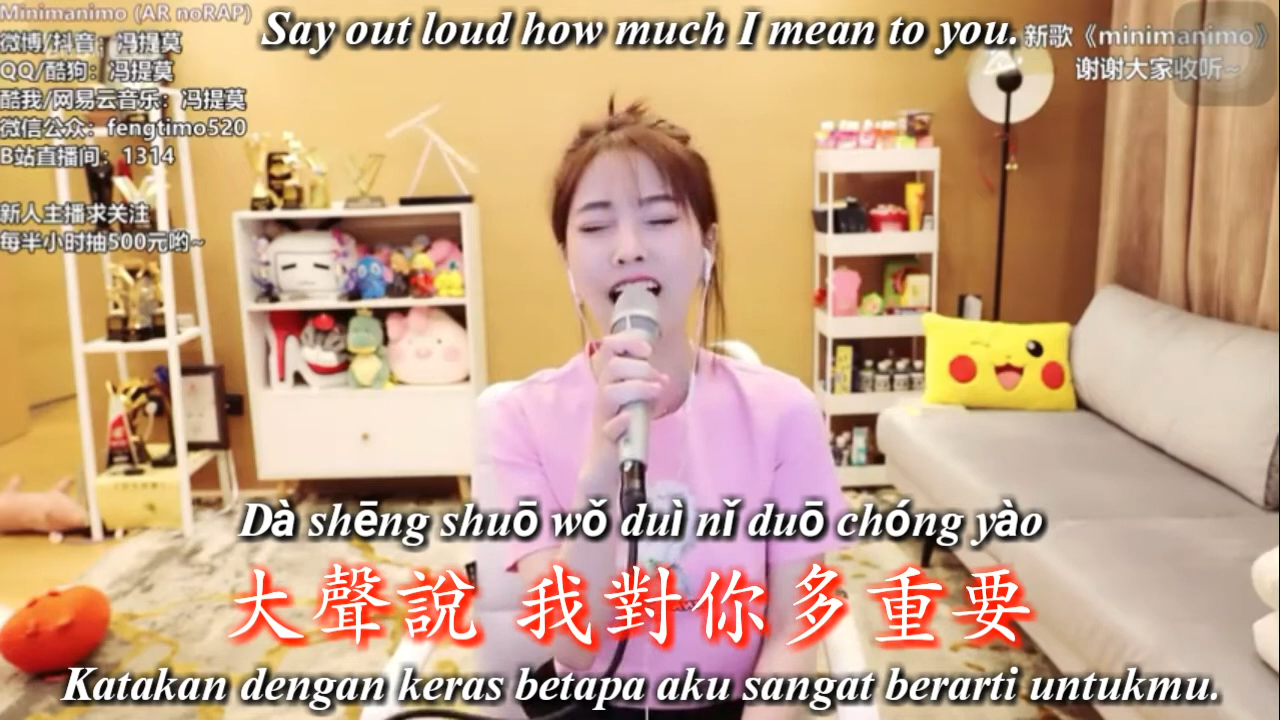 Minimanimo (AR noRAP)
Say out loud how much I mean to you.
微博/抖音：冯提莫
新歌《minimanimo》
QQ/酷狗：冯提莫
谢谢大家收听~
酷我/网易云音乐：冯提莫
微信公众：fengtimo520
B站直播间：1314
新人主播求关注
每半小时抽500元哟~
Dà shēng shuō wǒ duì nǐ duō chóng yào
大聲說 我對你多重要
Katakan dengan keras betapa aku sangat berarti untukmu.